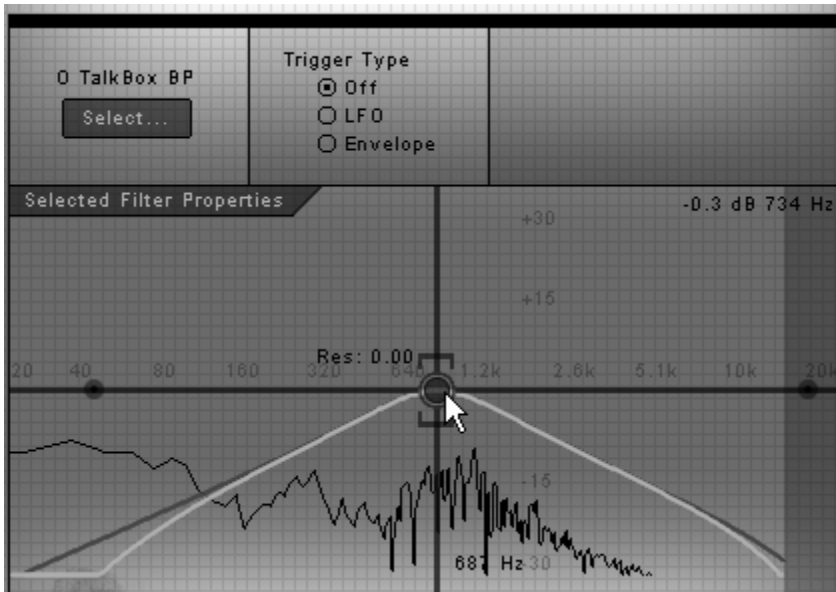 O TalkBox BP
Select...
Trigger Type
Off
LFO
Envelope
Selected Filter Properties
-0.3 dB 734 Hz
+30
+15
Res: 0.00
20 40 80 160 320 640 1.2k 2.6k 5.1k 10k 20k
-15
687 Hz
-30